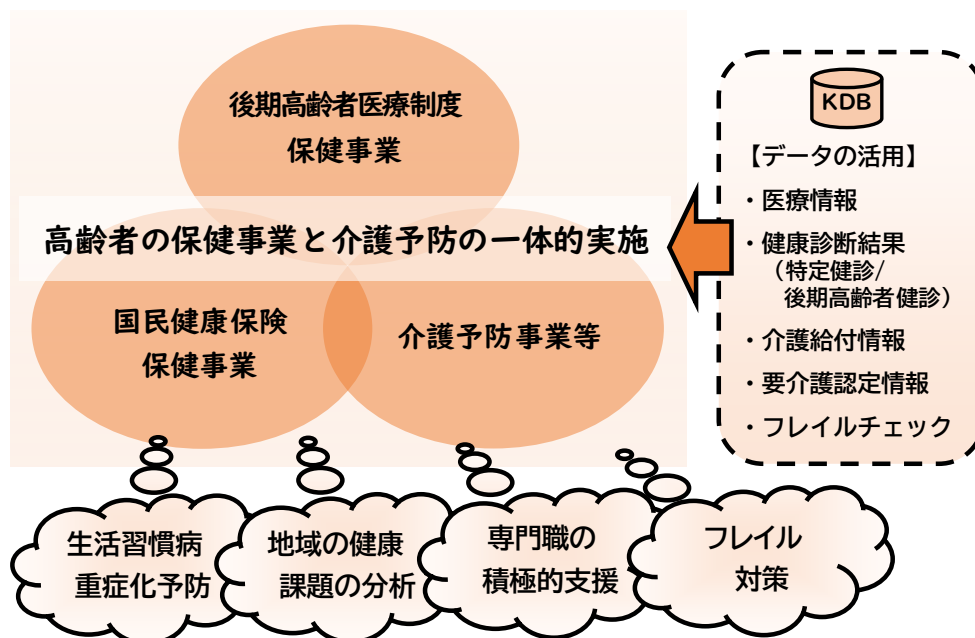 後期高齢者医療制度
保健事業
高齢者の保健事業と介護予防の一体的実施
国民健康保険
保健事業
介護予防事業等
KDB
【データの活用】
・医療情報
・健康診断結果
（特定健診/
後期高齢者健診）
・介護給付情報
・要介護認定情報
・フレイルチェック
生活習慣病
重症化予防
地域の健康
課題の分析
専門職の
積極的支援
フレイル
対策